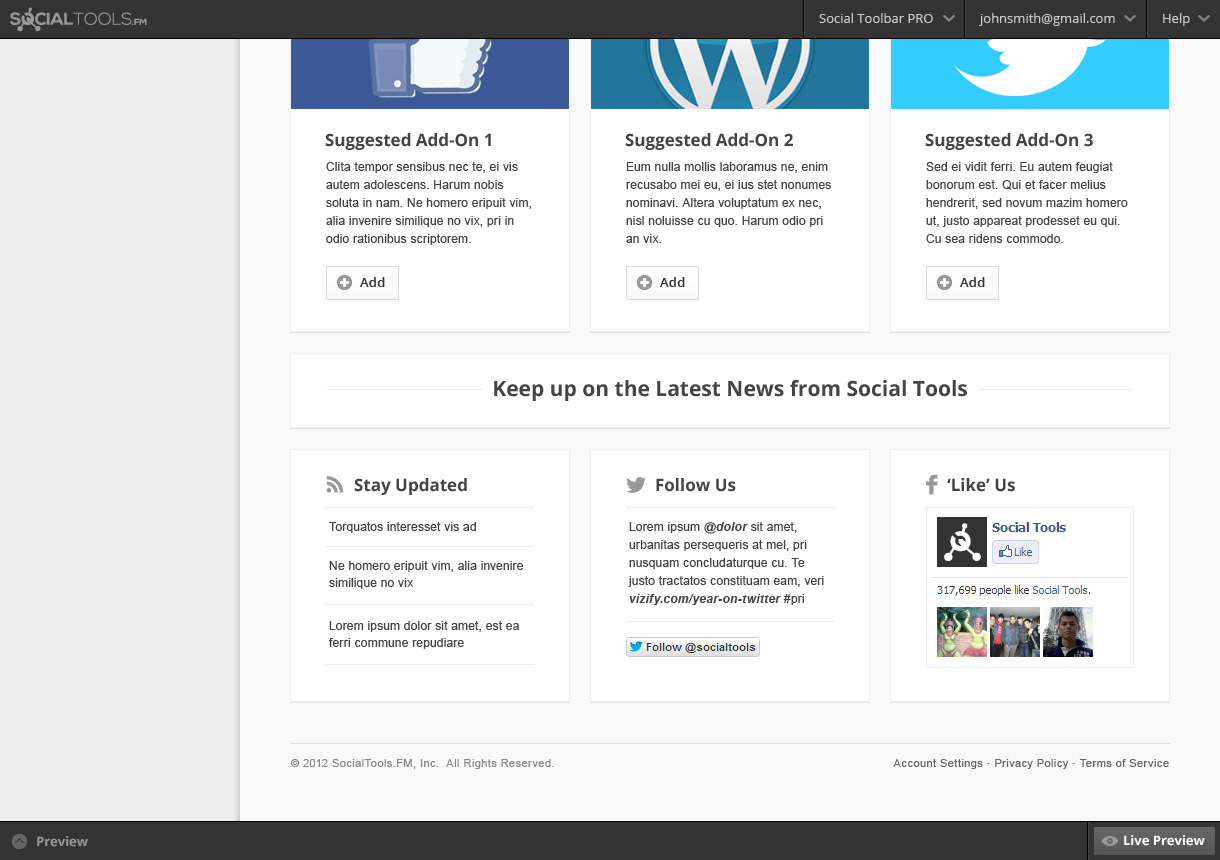 SOCIALTOOLS.FM
Social Toolbar PRO
johnsmith@gmail.com
Help
Suggested Add-On 1
Clita tempor sensibus nec te, ei vis
autem adolescens. Harum nobis
soluta in nam. Ne homero eripuit vim,
alia invenire similique no vix, pri in
odio rationibus scriptorem.
Add
Suggested Add-On 2
Eum nulla mollis laboramus ne, enim
recusabo mei eu, ei ius stet nonumes
nominavi. Altera voluptatum ex nec,
nisl noluisse cu quo. Harum odio pri
an vix.
Add
Suggested Add-On 3
Sed ei vidit ferri. Eu autem feugiat
bonorum est. Qui et facer melius
hendrerit, sed novum mazim homero
ut, justo appareat prodesset eu qui.
Cu sea ridens commodo.
Add
Keep up on the Latest News from Social Tools
Stay Updated
Torquatos interesset vis ad
Ne homero eripuit vim, alia invenire
similique no vix
Lorem ipsum dolor sit amet, est ea
ferri commune repudiare
Follow Us
Lorem ipsum @dolor sit amet,
urbanitas persequeris at mel, pri
nusquam concludaturque cu. Te
justo tractatos constituam eam, veri
vizify.com/year-on-twitter #pri
Follow @socialtools
‘Like’ Us
Social Tools
Like
317,699 people like Social Tools.
© 2012 SocialTools.FM, Inc. All Rights Reserved.
Account Settings · Privacy Policy · Terms of Service
Preview
Live Preview